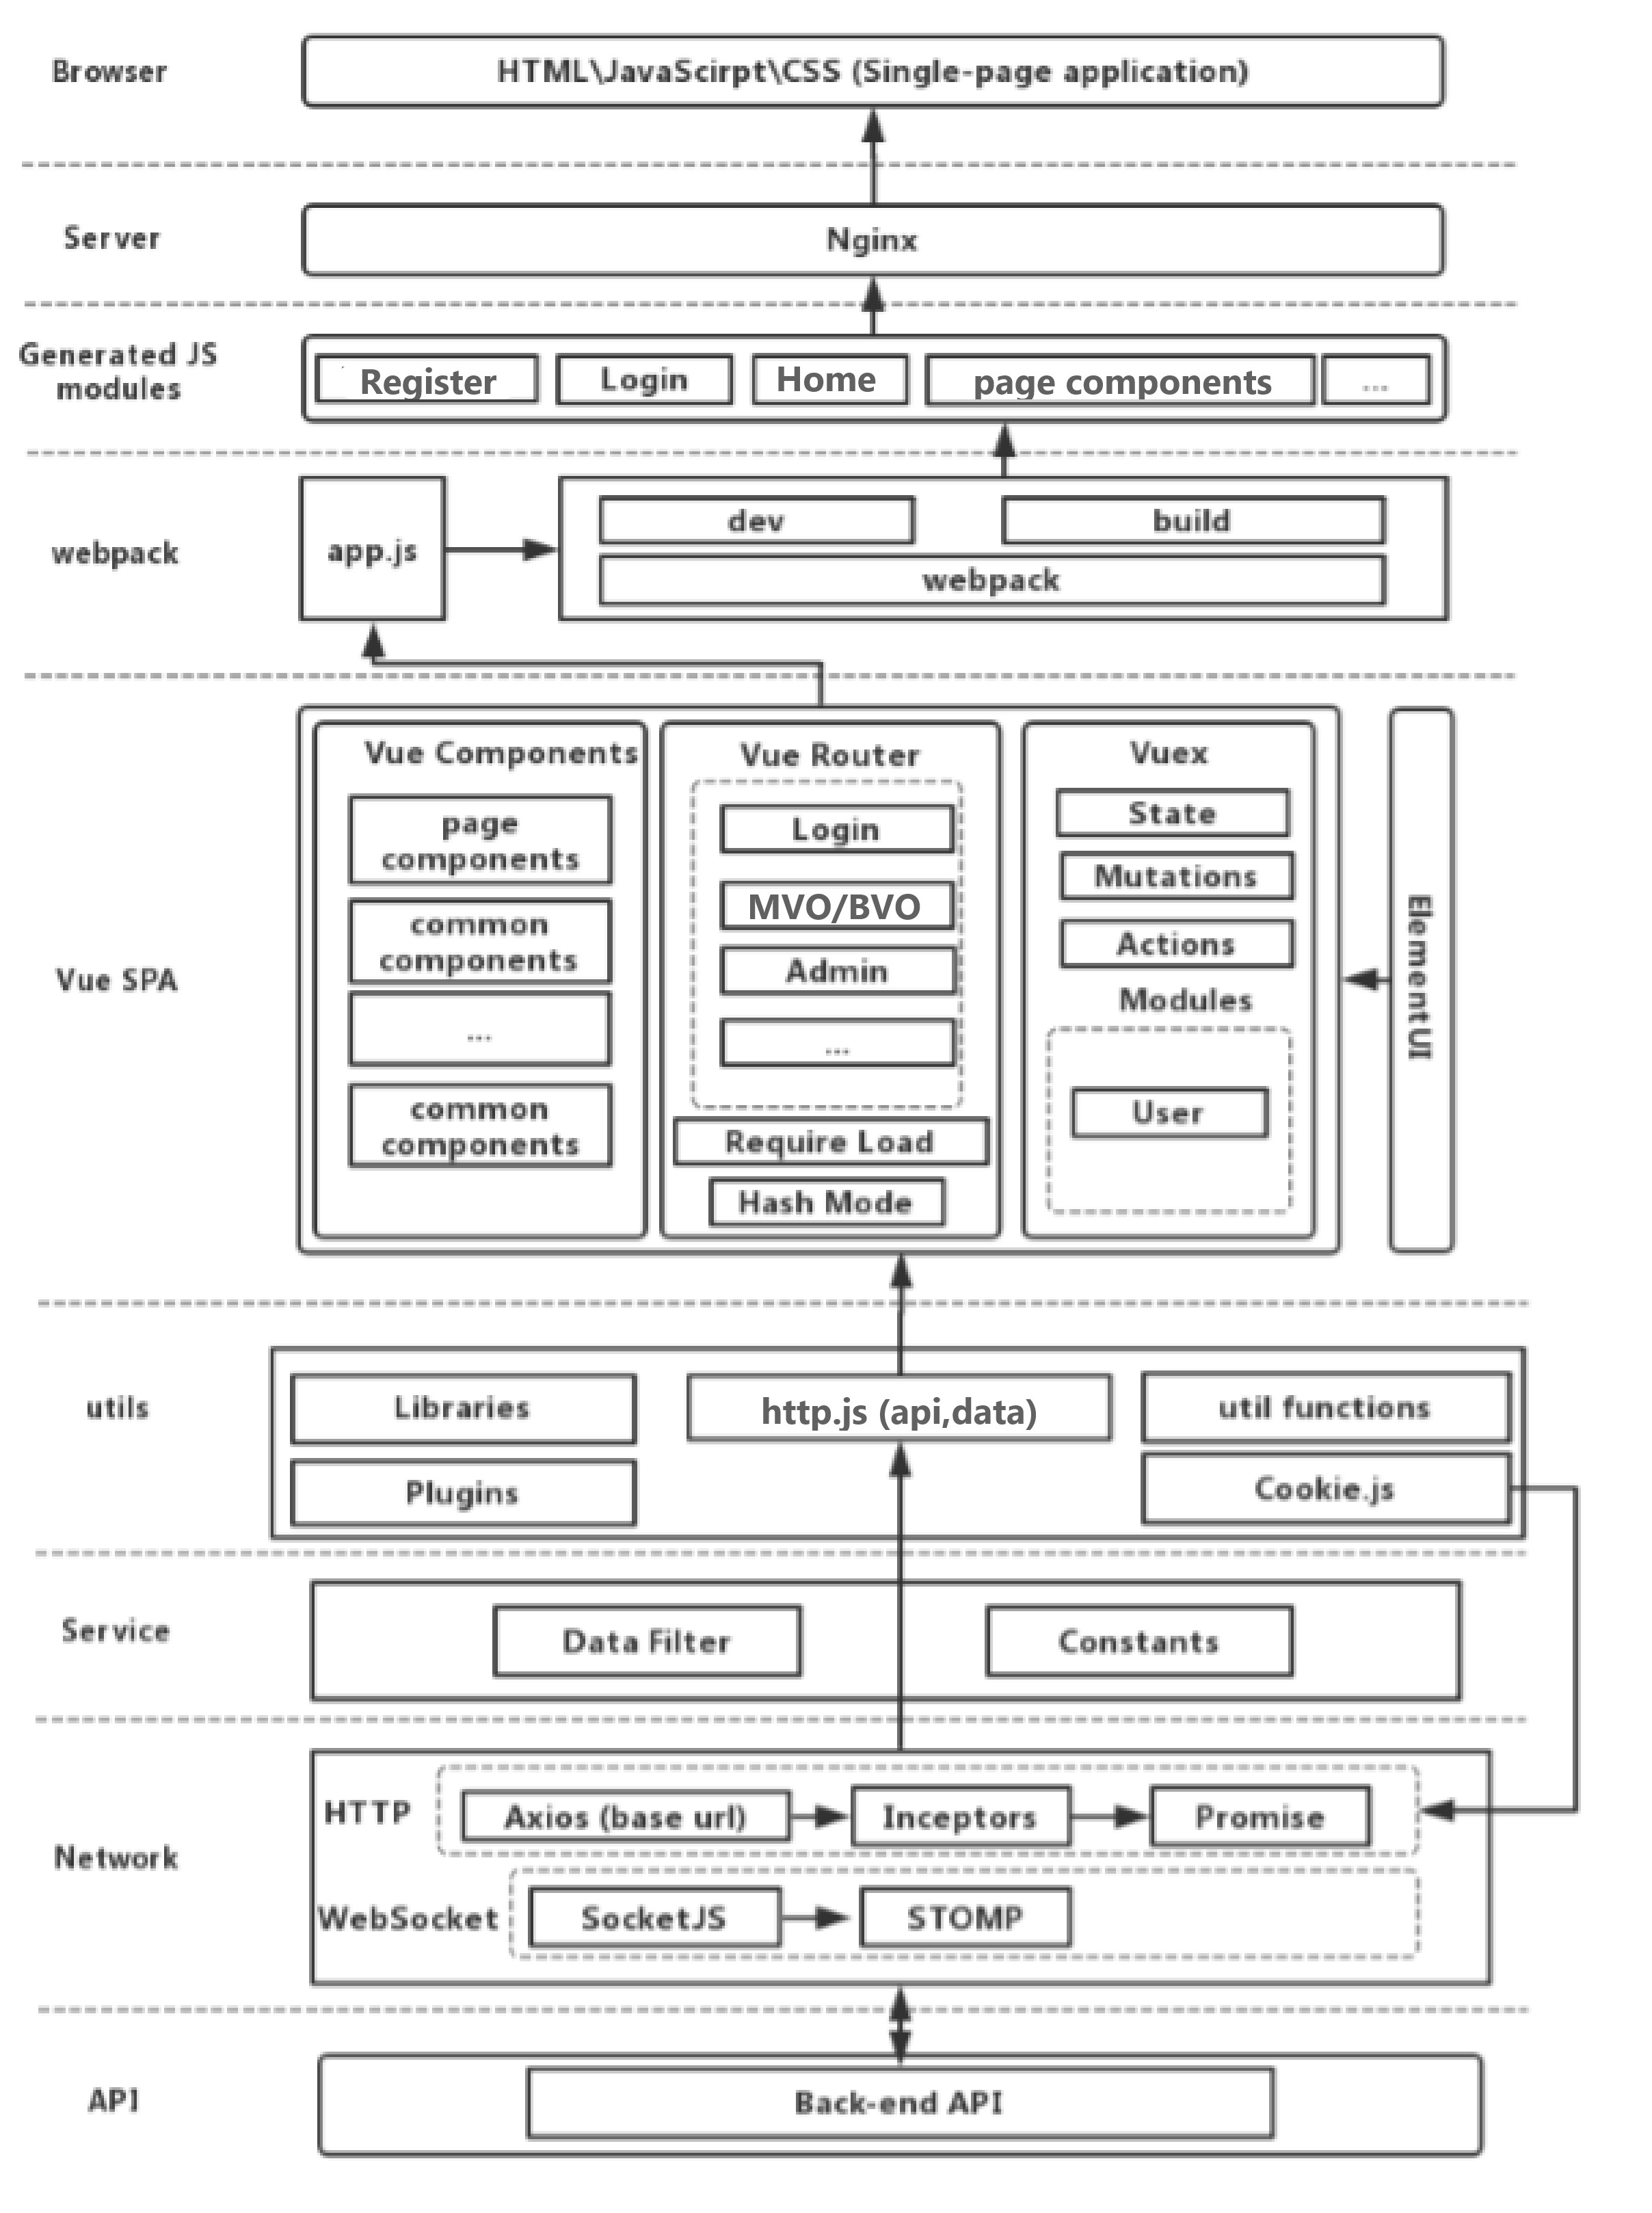 Browser
HTML\JavaScirpt\CSS (Single-page application)
Server
Nginx
Generated JS
modules
Register
Login
Home
page components
...
webpack
app.js
dev
build
webpack
Vue SPA
Vue Components
page
components
common
components
...
common
components
Vue Router
Login
MVO/BVO
Admin
...
Require Load
Hash Mode
Vuex
State
Mutations
Actions
Modules
User
ElementUI
utils
Libraries
http.js (api,data)
util functions
Plugins
Cookie.js
Service
Data Filter
Constants
Network
HTTP
Axios (base url)
Inceptors
Promise
WebSocket
SocketJS
STOMP
API
Back-end API